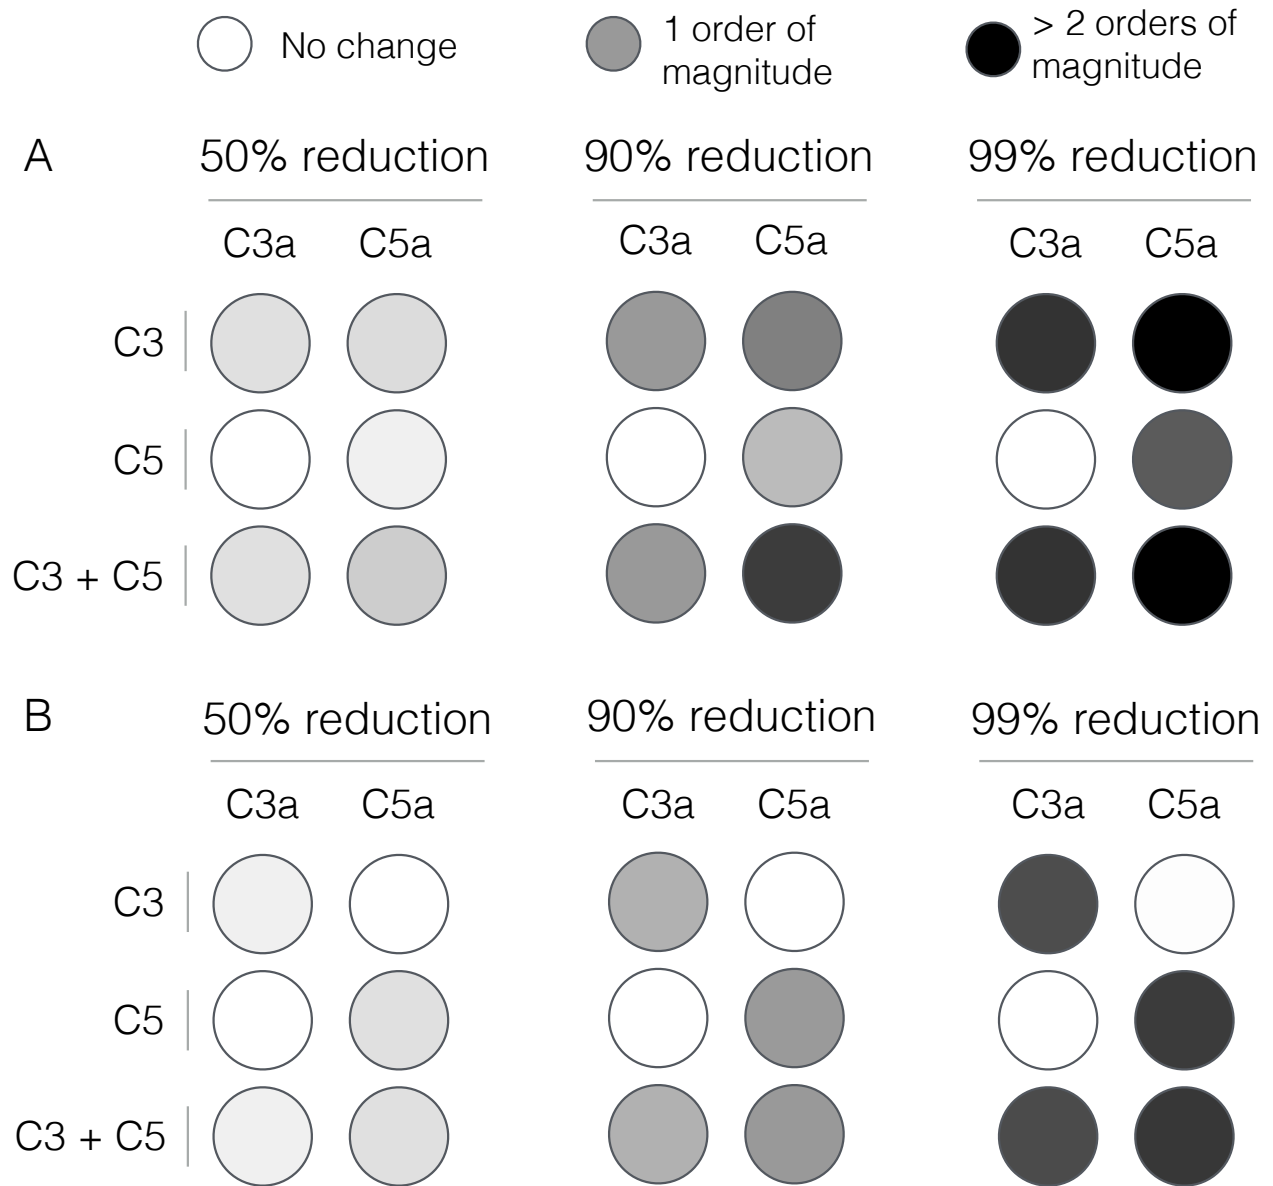 No change
1 order of
magnitude
> 2 orders of
magnitude
A
50% reduction
90% reduction
99% reduction
C3a C5a
C3a C5a
C3a C5a
C3
C5
C3 + C5
B
50% reduction
90% reduction
99% reduction
C3a C5a
C3a C5a
C3a C5a
C3
C5
C3 + C5